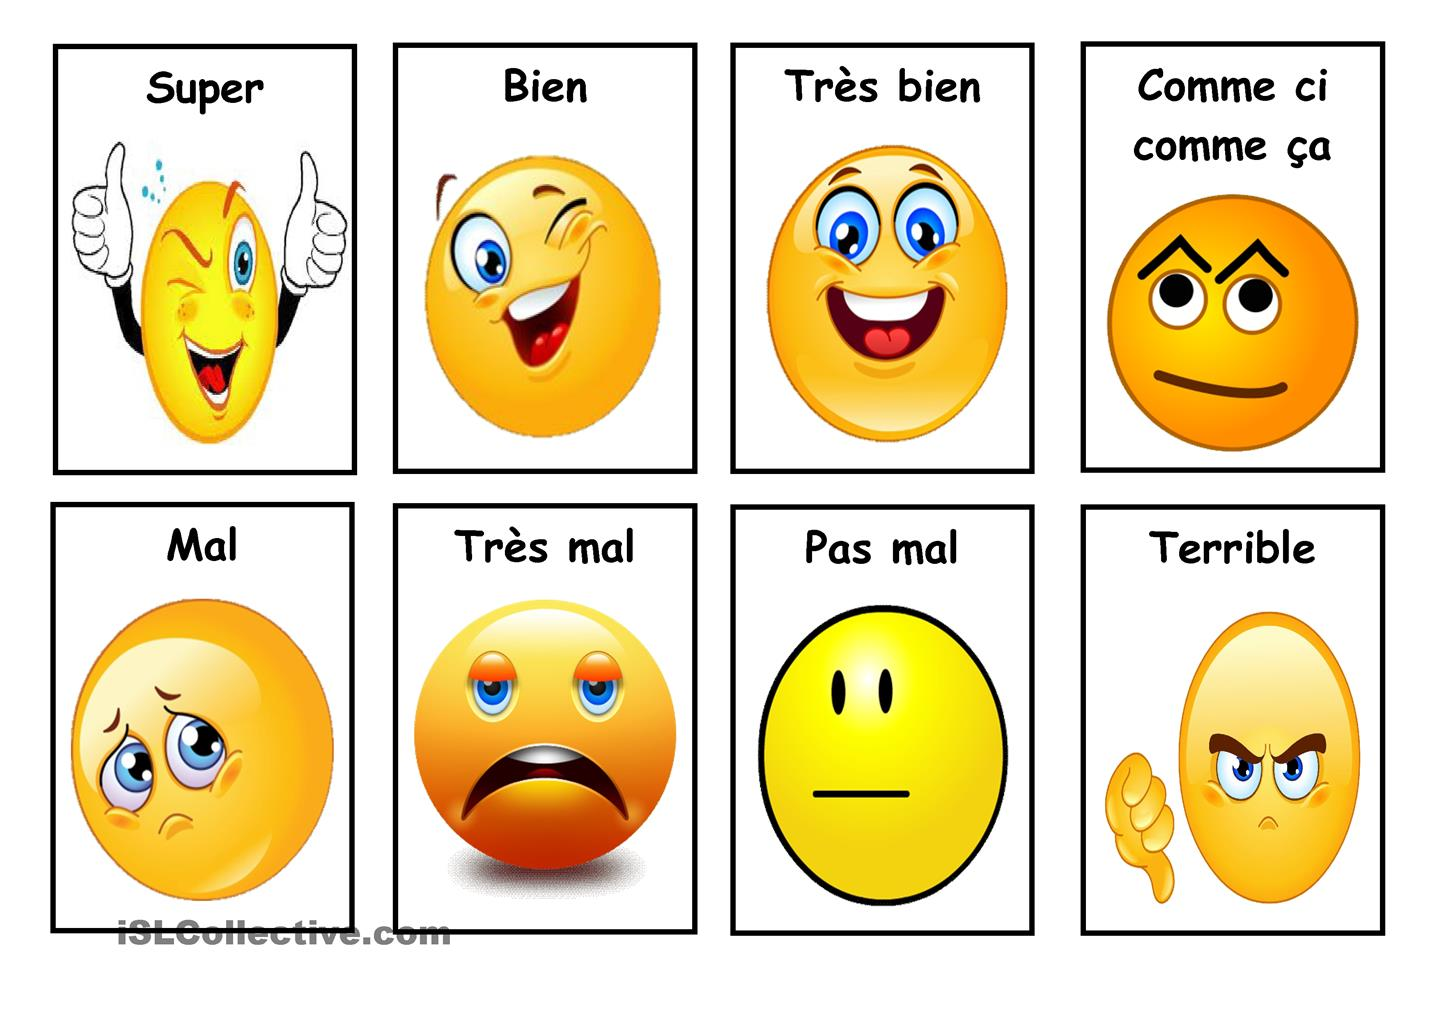 Super
Bien
Très bien
Comme ci
comme ça
Mal
Très mal
Pas mal
Terrible
iSLCollective.com